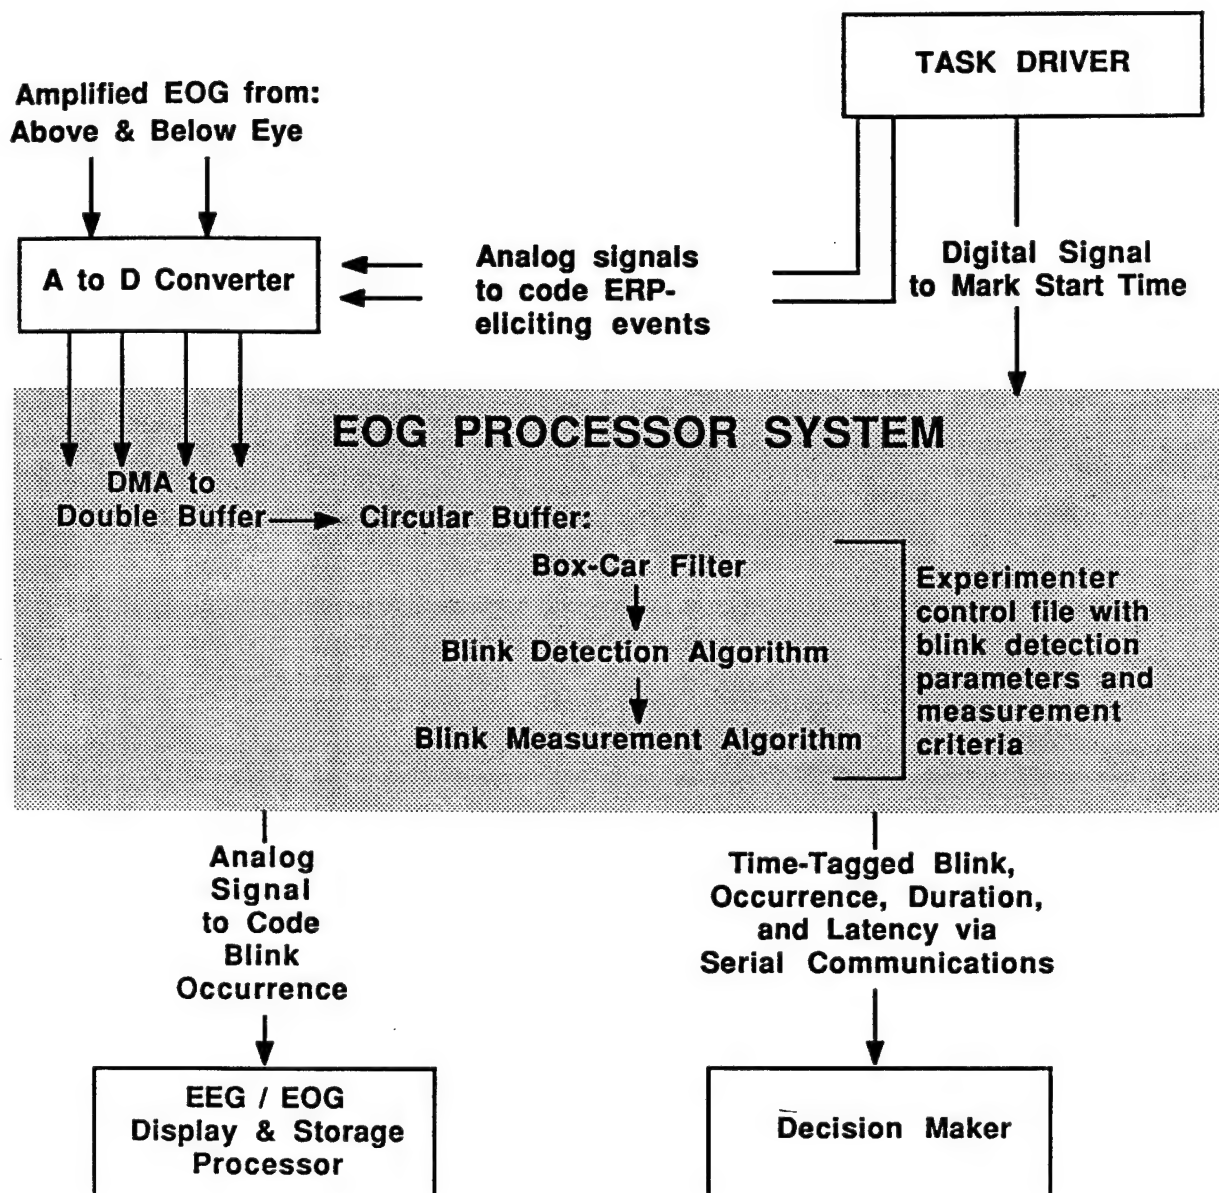 TASK DRIVER
Amplified EOG from:
Above & Below Eye
A to D Converter
Analog signals
to code ERP-
eliciting events
Digital Signal
to Mark Start Time
EOG PROCESSOR SYSTEM
DMA to
Double Buffer
Circular Buffer:
Box-Car Filter
Blink Detection Algorithm
Blink Measurement Algorithm
Experimenter
control file with
blink detection
parameters and
measurement
criteria
Analog
Signal
to Code
Blink
Occurrence
Time-Tagged Blink,
Occurrence, Duration,
and Latency via
Serial Communications
EEG / EOG
Display & Storage
Processor
Decision Maker